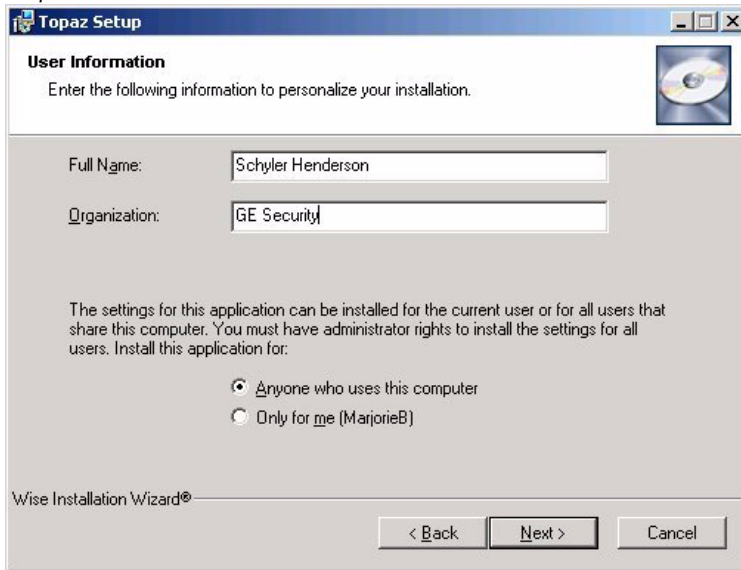 Topaz Setup
User Information
Enter the following information to personalize your installation.
Full Name:
Schyler Henderson
Organization:
GE Security
The settings for this application can be installed for the current user or for all users that
share this computer. You must have administrator rights to install the settings for all
users. Install this application for:
Anyone who uses this computer
Only for me (MarjorieB)
Wise Installation Wizard®
< Back
Next >
Cancel